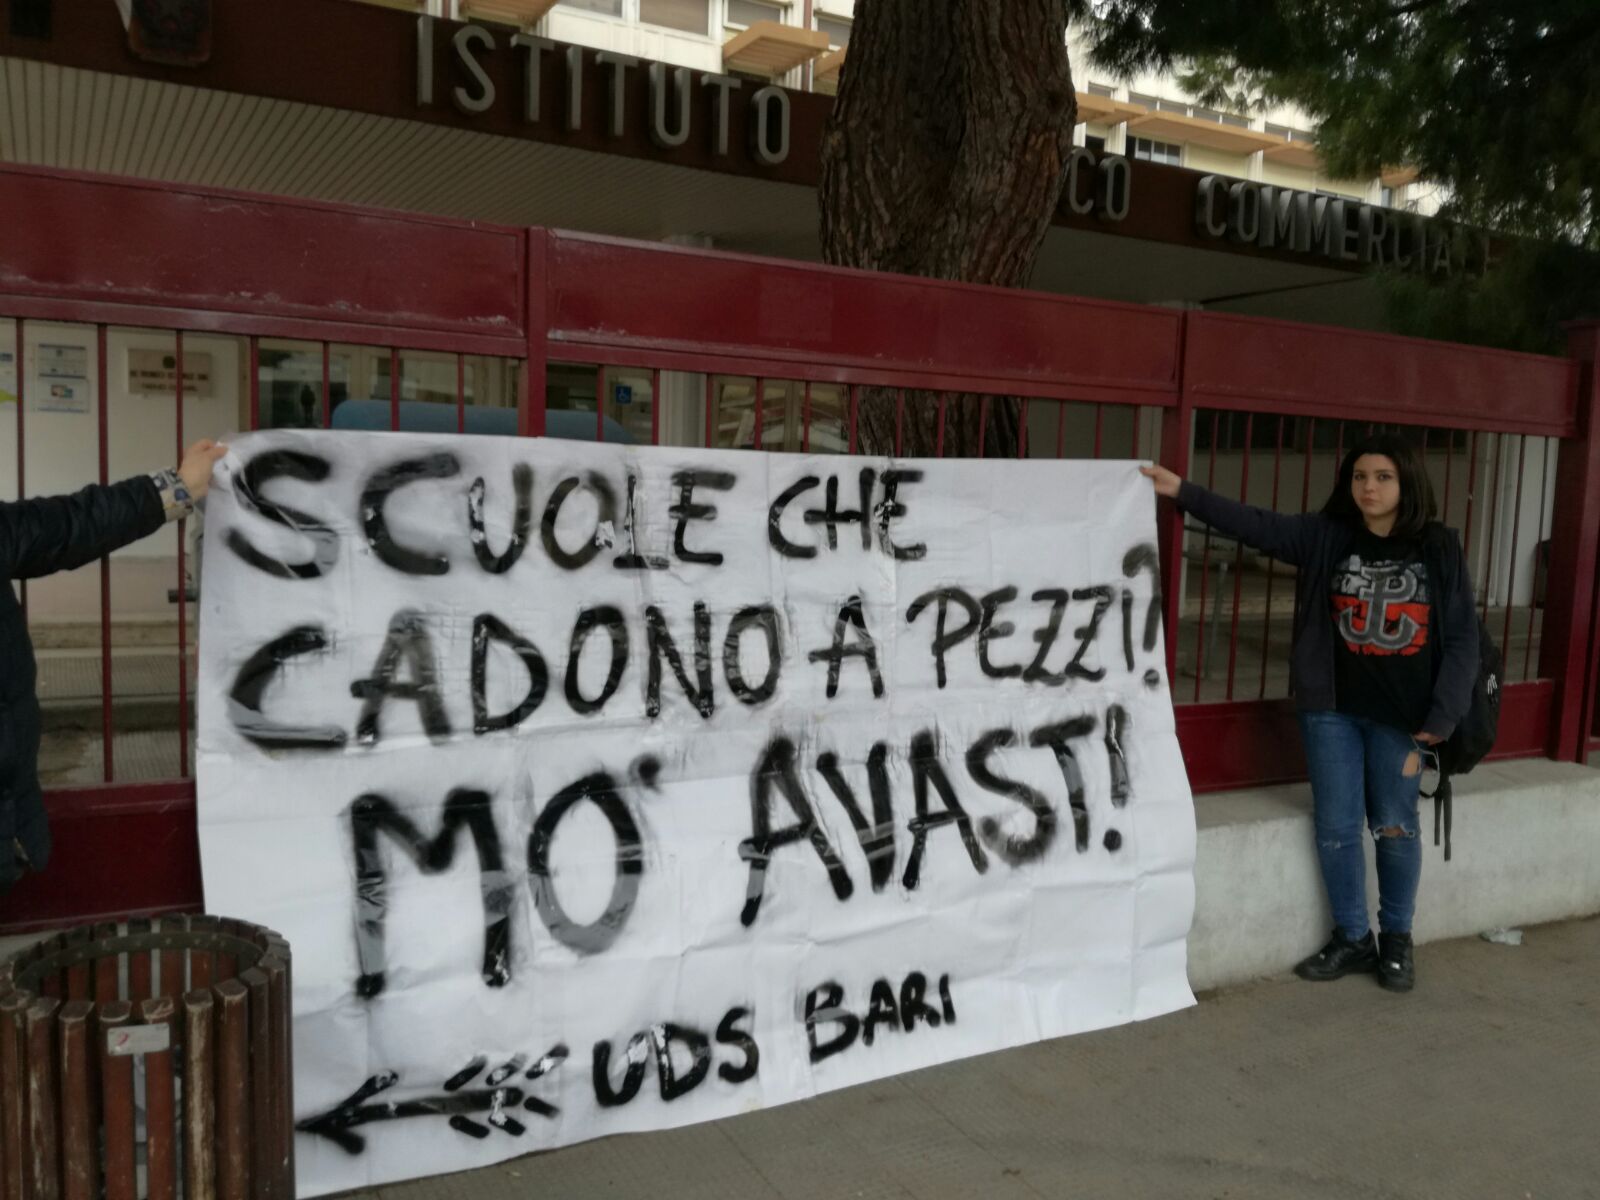 ISTITUTO CO COMMERCIALE
SCUOLE CHE
CADONO A PEZZI?
MO' AVAST!
UDS BARI